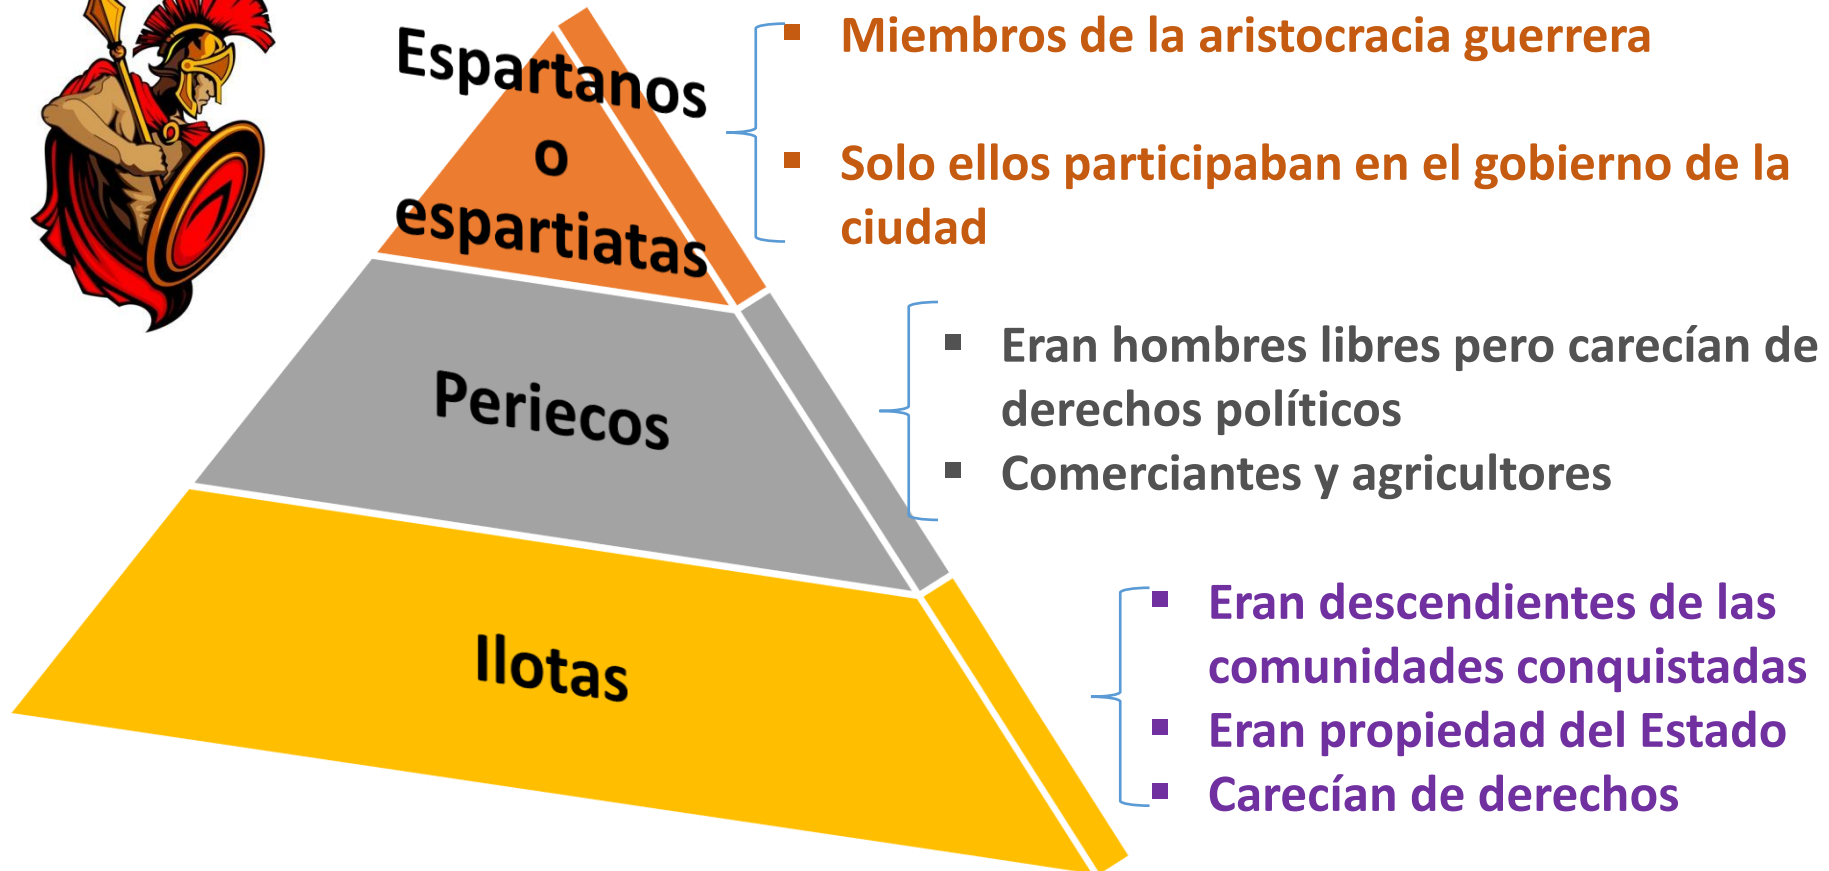 Espartanos
o
espartiatas
▪ Miembros de la aristocracia guerrera
▪ Solo ellos participaban en el gobierno de la
ciudad
Periecos
▪ Eran hombres libres pero carecían de
derechos políticos
▪ Comerciantes y agricultores
Ilotas
▪ Eran descendientes de las
comunidades conquistadas
▪ Eran propiedad del Estado
▪ Carecían de derechos